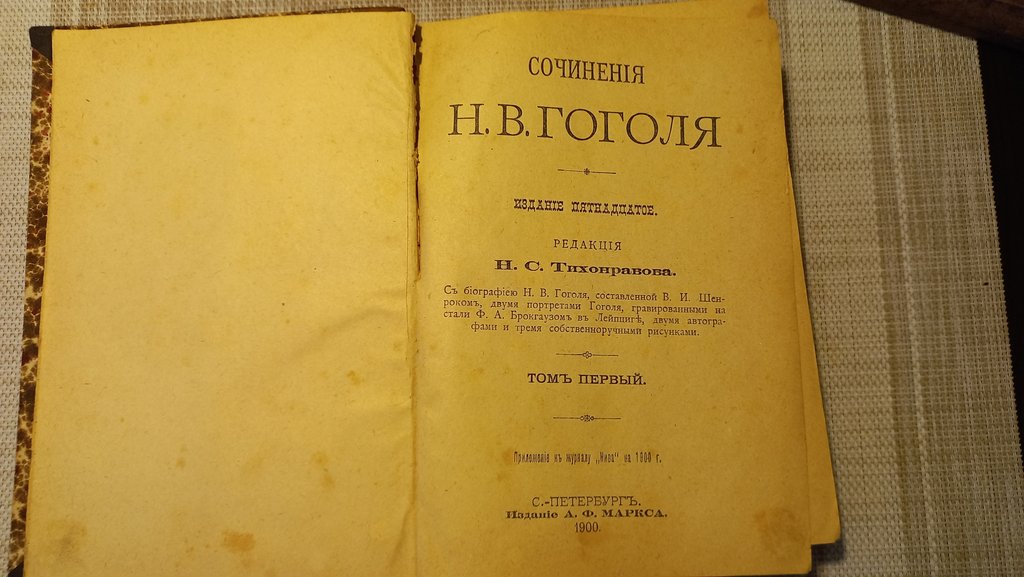 СОЧИНЕНІЯ
Н. В. ГОГОЛЯ
ИЗДАНІЕ ПЯТНАДЦАТОЕ.
РЕДАКЦІЯ
Н. С. Тихонравова.
Съ біографіею Н. В. Гоголя, составленной В. И. Шен-
рокомъ, двумя портретами Гоголя, гравированными на
стали Ф. А. Брокгаузомъ въ Лейпцигѣ, двумя автогра-
фами и тремя собственноручными рисунками.
ТОМЪ ПЕРВЫЙ.
Приложеніе къ журналу „Нива“ на 1900 г.
С.-ПЕТЕРБУРГЪ.
Изданіе А. Ф. МАРКСА.
1900.